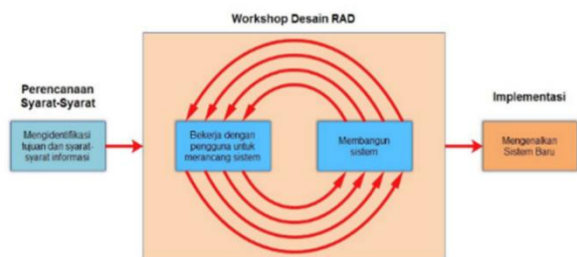 Workshop Desain RAD
Perencanaan
Syarat-Syarat
Mengidentifikasi
tujuan dan syarat-
syarat informasi
Bekerja dengan
pengguna untuk
merancang sistem
Membangun
sistem
Implementasi
Mengenalkan
Sistem Baru